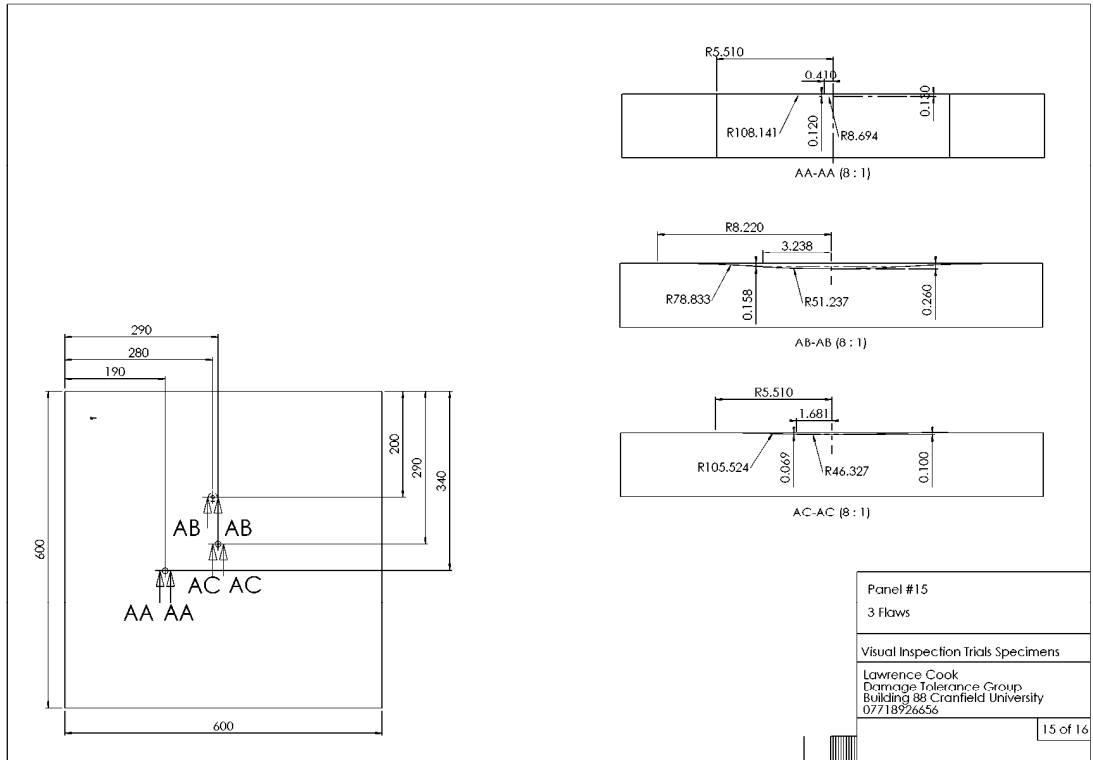 R5.510
0.410
0.130
R108.141
0.120
R8.694
AA-AA (8 : 1)
R8.220
3.238
R78.833
0.158
R51.237
0.260
AB-AB (8 : 1)
R5.510
1.681
R105.524
0.069
R46.327
0.100
AC-AC (8 : 1)
290
280
190
200
290
340
600
AB AB
AC AC
AA AA
600
Panel #15
3 Flaws
Visual Inspection Trials Specimens
Lawrence Cook
Damage Tolerance Group
Building 88 Cranfield University
07718926656
15 of 16